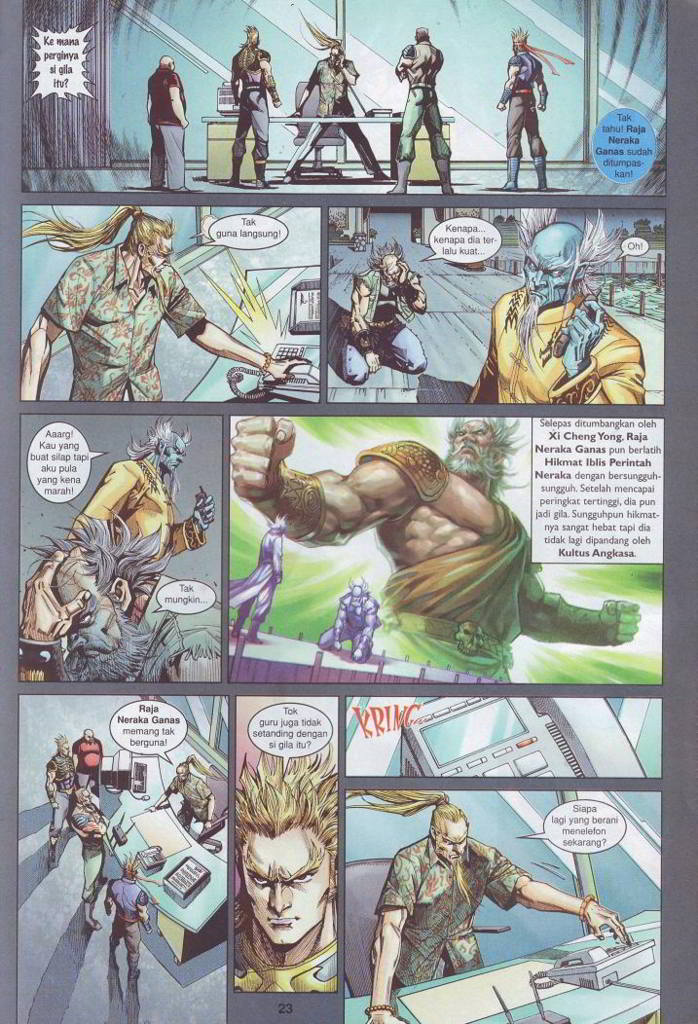 Ke mana
perginya
si gila
itu?
Tak
tahu! Raja
Neraka
Ganas sudah
ditumpas-
kan!
Tak
guna langsung!
Kenapa...
kenapa dia ter-
lalu kuat...
Oh!
Aaarg!
Kau yang
buat silap tapi
aku pula
yang kena
marah!
Tak
mungkin...
Selepas ditumbangkan oleh
Xi Cheng Yong, Raja
Neraka Ganas pun berlatih
Hikmat Iblis Perintah
Neraka dengan bersungguh-
sungguh. Setelah mencapai
peringkat tertinggi, dia pun
jadi gila. Sungguhpun hikmat-
nya sangat hebat tapi dia
tidak lagi dipandang oleh
Kultus Angkasa.
Raja
Neraka Ganas
memang tak
berguna!
Tok
guru juga tidak
setanding dengan
si gila itu?
KRING
Siapa
lagi yang berani
menelefon
sekarang?
23